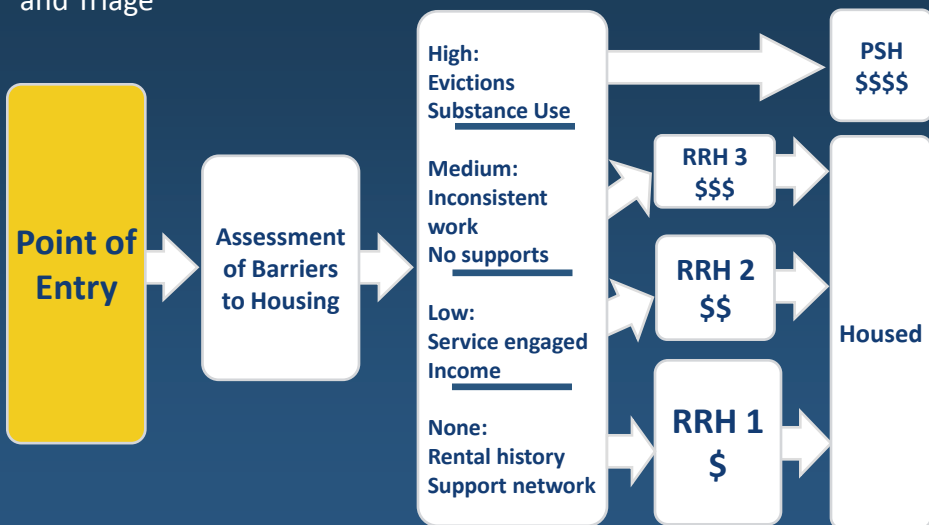 and Triage
Point of
Entry
Assessment
of Barriers
to Housing
High:
Evictions
Substance Use
Medium:
Inconsistent
work
No supports
Low:
Service engaged
Income
None:
Rental history
Support network
PSH
$$$$
RRH 3
$$$
RRH 2
$$
RRH 1
$
Housed